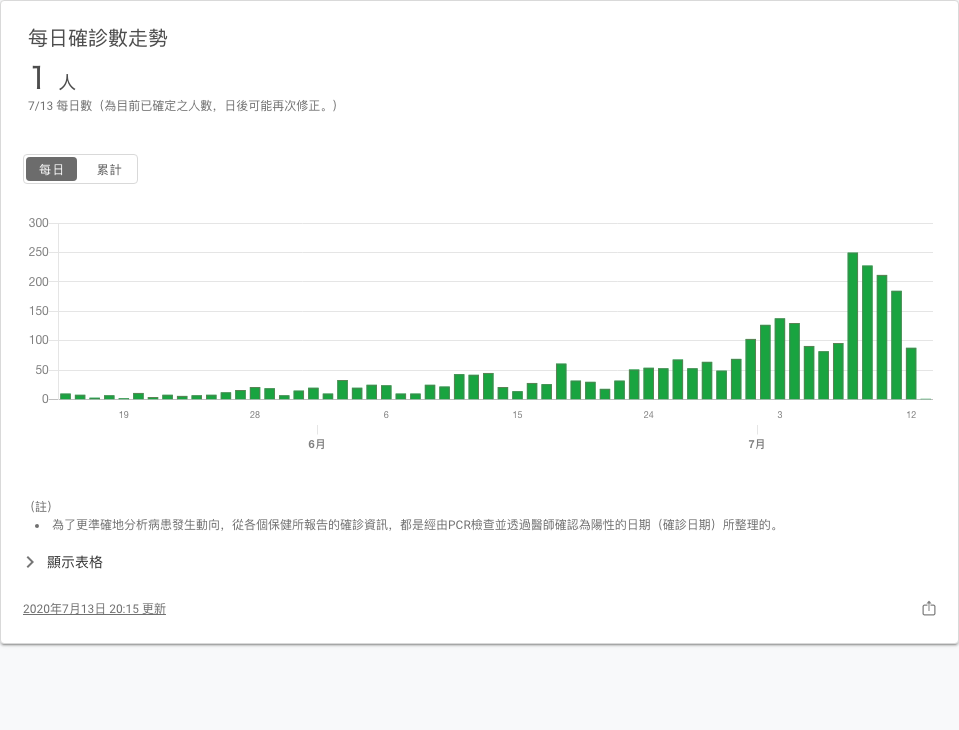 每日確診數走勢
1 人
7/13 每日數（為目前已確定之人數，日後可能再次修正。）
每日 累計
300
250
200
150
100
50
0
19 28 6 15 24 3 12
6月 7月
（註）
• 為了更準確地分析病患發生動向，從各個保健所報告的確診資訊，都是經由PCR檢查並透過醫師確認為陽性的日期（確診日期）所整理的。
顯示表格
2020年7月13日 20:15 更新